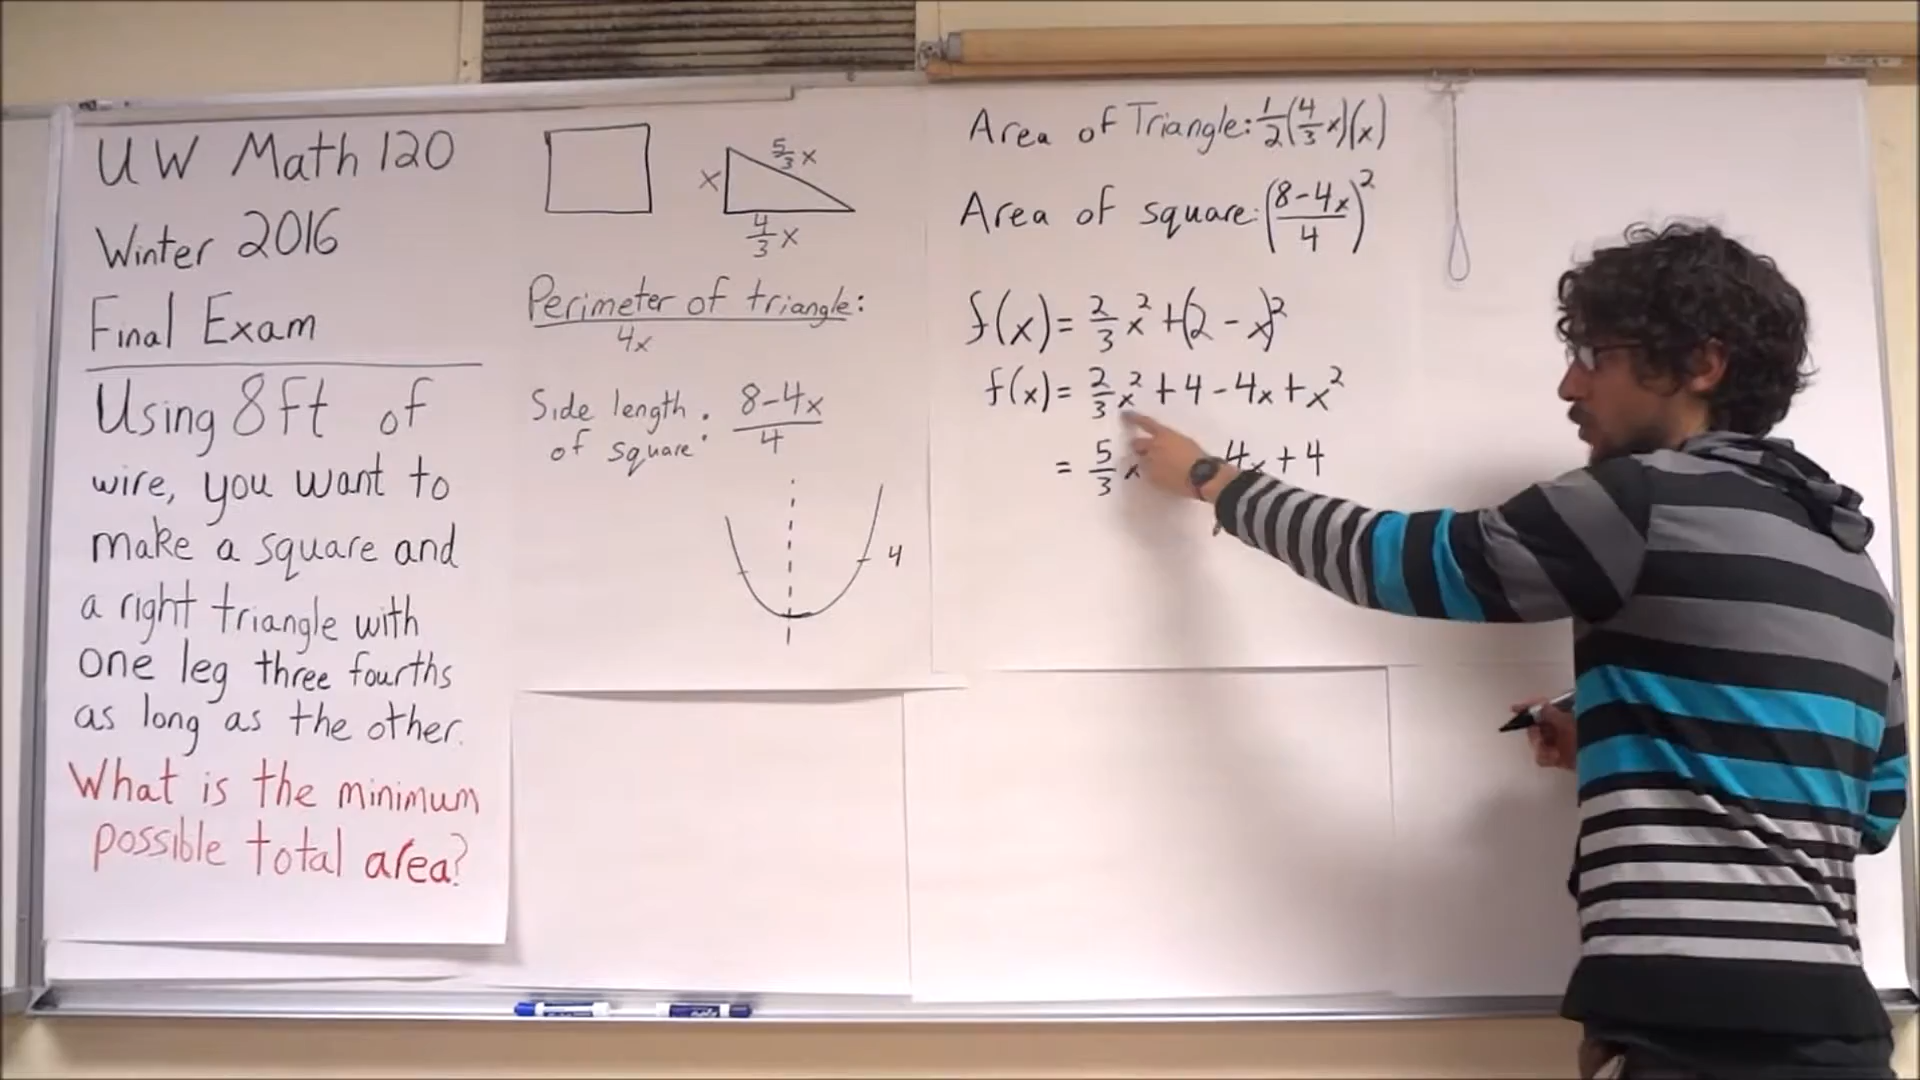 UW Math 120
Winter 2016
Final Exam
Using 8ft of
wire, you want to
make a square and
a right triangle with
one leg three fourths
as long as the other.
What is the minimum
possible total area?
x
5/3 x
4/3 x
Perimeter of triangle:
4x
Side length of square: (8-4x)/4
4
Area of Triangle: 1/2(4/3 x)(x)
Area of square: ((8-4x)/4)²
f(x) = 2/3 x² + (2 - x)²
f(x) = 2/3 x² + 4 - 4x + x²
= 5/3 x 4x + 4